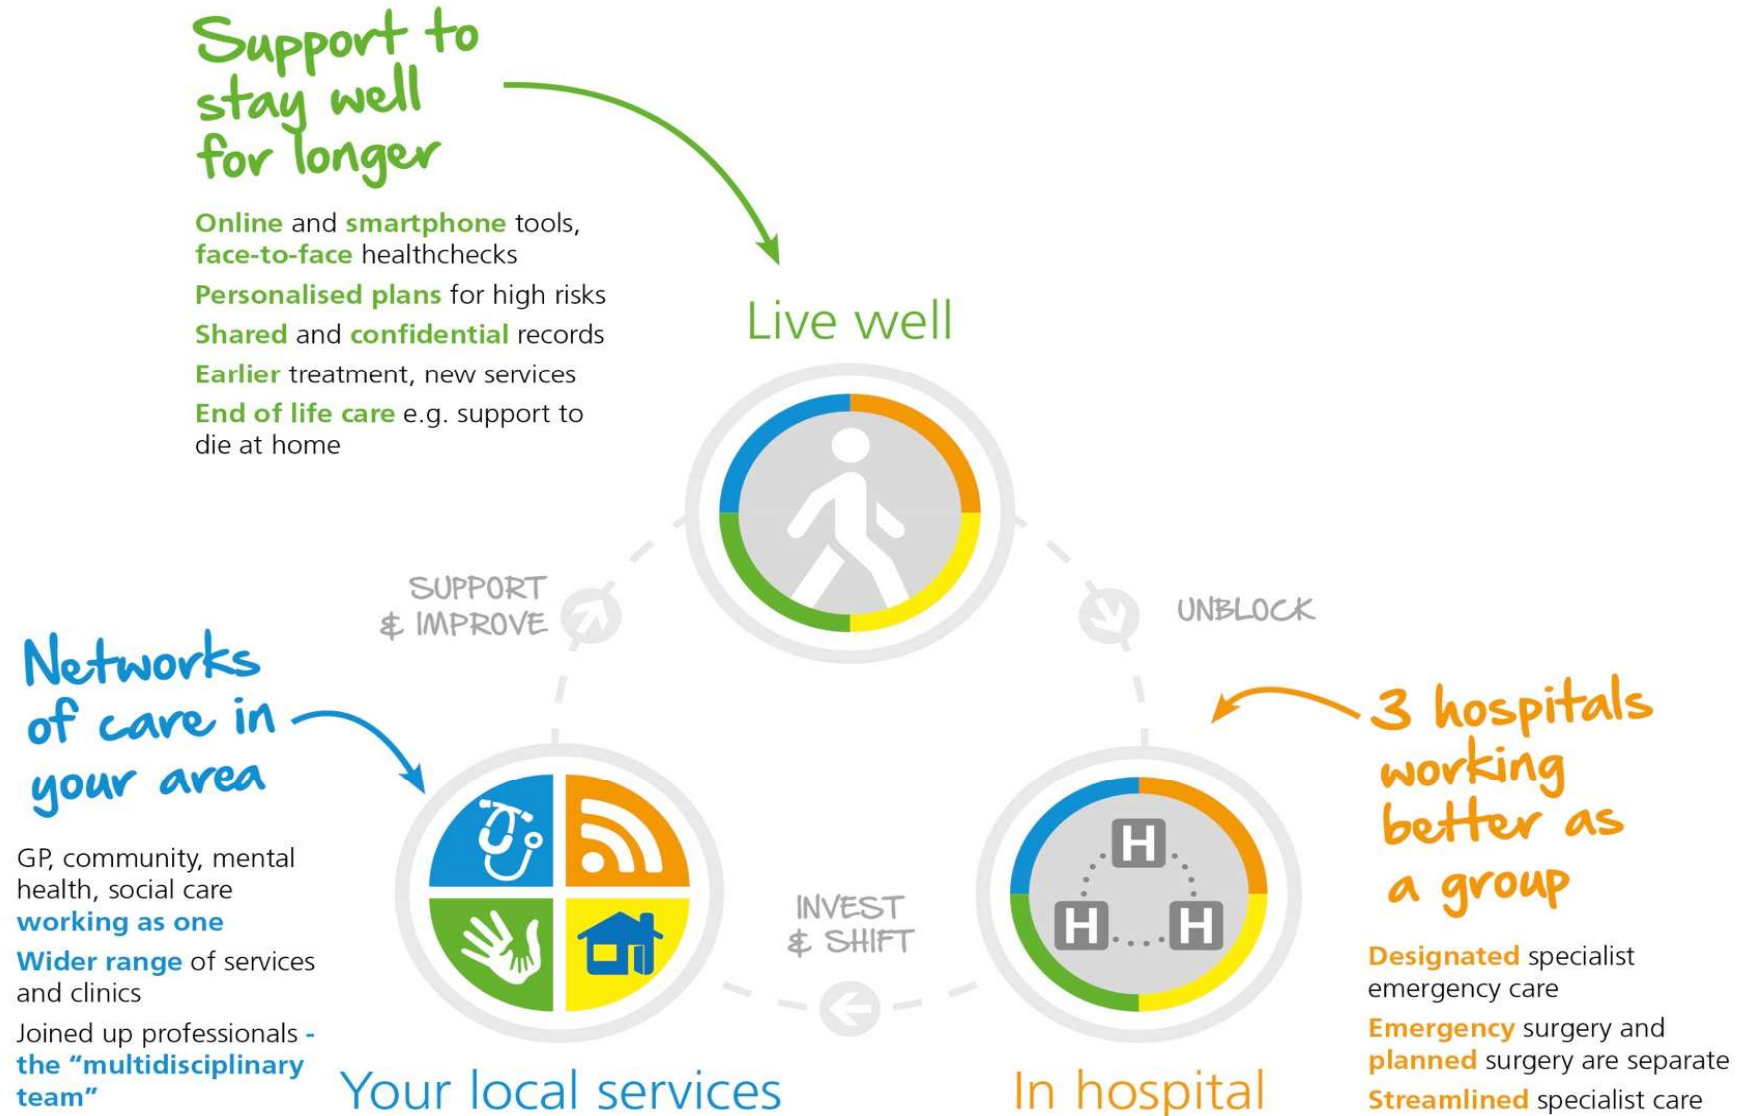 Support to
stay well
for longer
Online and smartphone tools,
face-to-face healthchecks
Personalised plans for high risks
Shared and confidential records
Earlier treatment, new services
End of life care e.g. support to
die at home
Live well
SUPPORT
& IMPROVE
UNBLOCK
Networks
of care in
your area
GP, community, mental
health, social care
working as one
Wider range of services
and clinics
Joined up professionals -
the “multidisciplinary
team”
Your local services
INVEST
& SHIFT
H
H
H
In hospital
3 hospitals
working
better as
a group
Designated specialist
emergency care
Emergency surgery and
planned surgery are separate
Streamlined specialist care